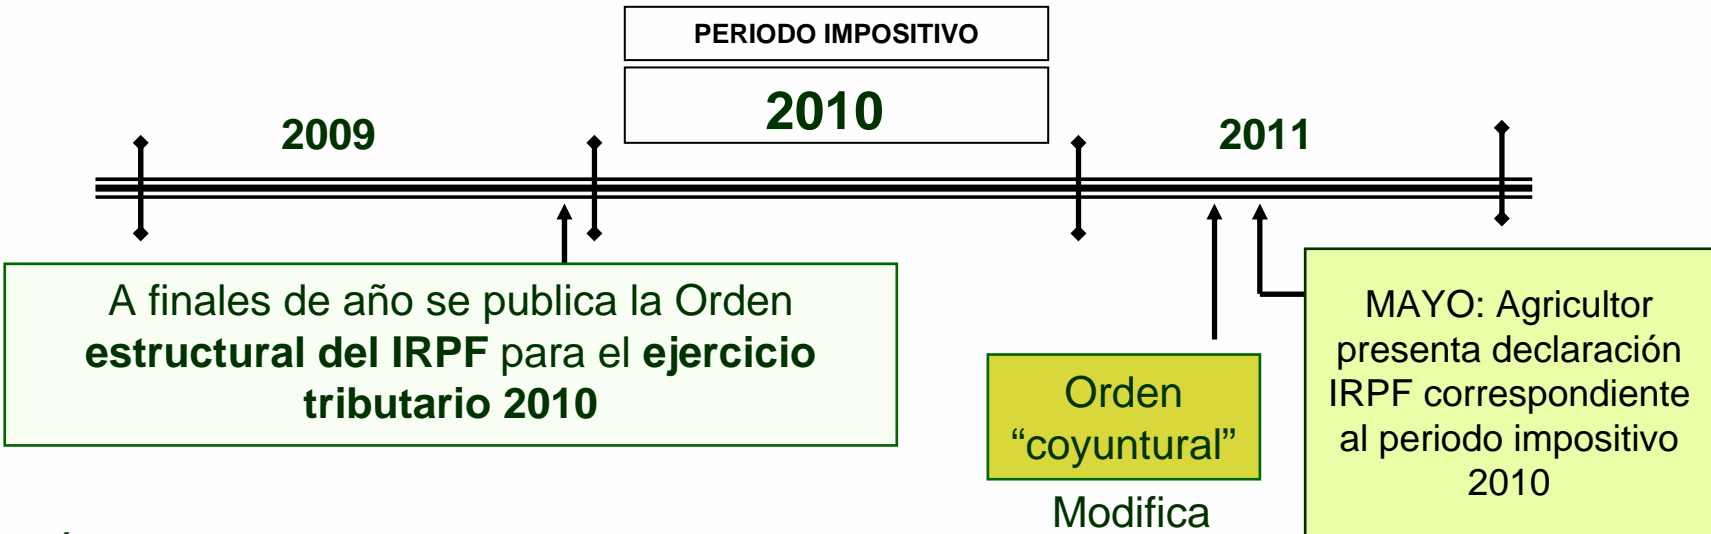 PERIODO IMPOSITIVO
2010
2009
2011
A finales de año se publica la Orden
estructural del IRPF para el ejercicio
tributario 2010
Orden
“coyuntural”
Modifica
MAYO: Agricultor
presenta declaración
IRPF correspondiente
al periodo impositivo
2010